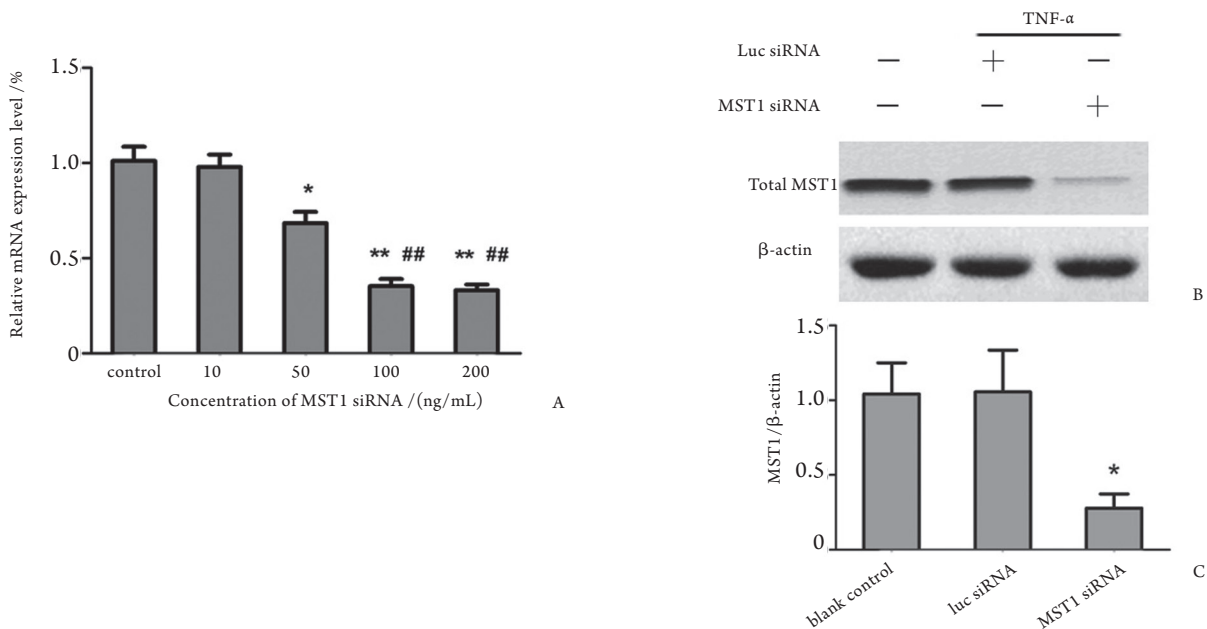 1.5
1.0
0.5
0
Relative mRNA expression level /%
*
** ##
** ##
control 10 50 100 200
Concentration of MST1 siRNA /(ng/mL)
A
TNF-α
Luc siRNA − + −
MST1 siRNA − − +
Total MST1
β-actin
B
1.5
1.0
0.5
0
MST1/β-actin
*
blank control
luc siRNA
MST1 siRNA
C